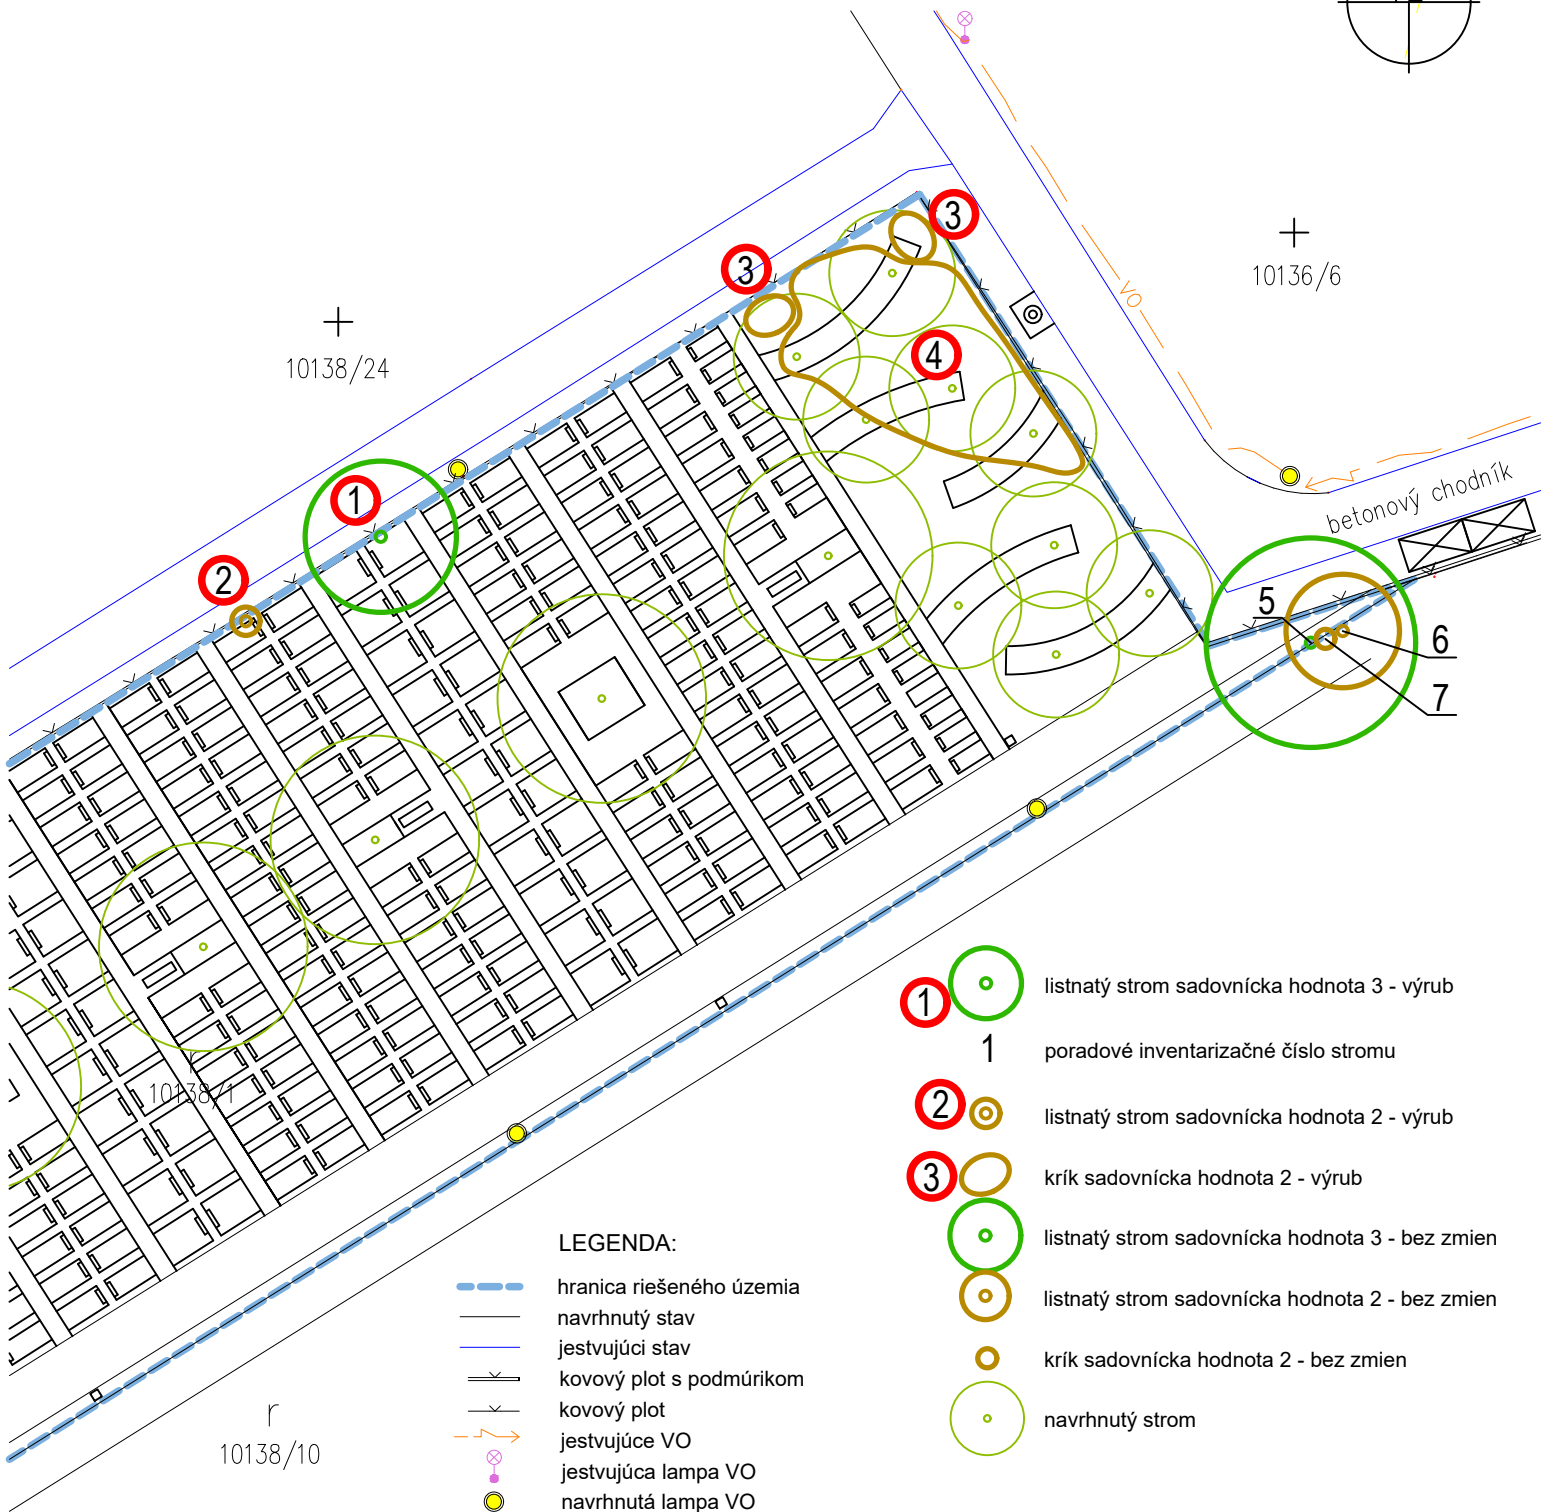 3
10136/6
3
VO
10138/24
4
1
betonový chodník
2
5
6
7
1
listnatý strom sadovnícka hodnota 3 - výrub
1
poradové inventarizačné číslo stromu
r
10138/1
2
listnatý strom sadovnícka hodnota 2 - výrub
3
krík sadovnícka hodnota 2 - výrub
listnatý strom sadovnícka hodnota 3 - bez zmien
listnatý strom sadovnícka hodnota 2 - bez zmien
krík sadovnícka hodnota 2 - bez zmien
navrhnutý strom
LEGENDA:
hranica riešeného územia
navrhnutý stav
jestvujúci stav
kovový plot s podmúrikom
kovový plot
jestvujúce VO
jestvujúca lampa VO
navrhnutá lampa VO
r
10138/10